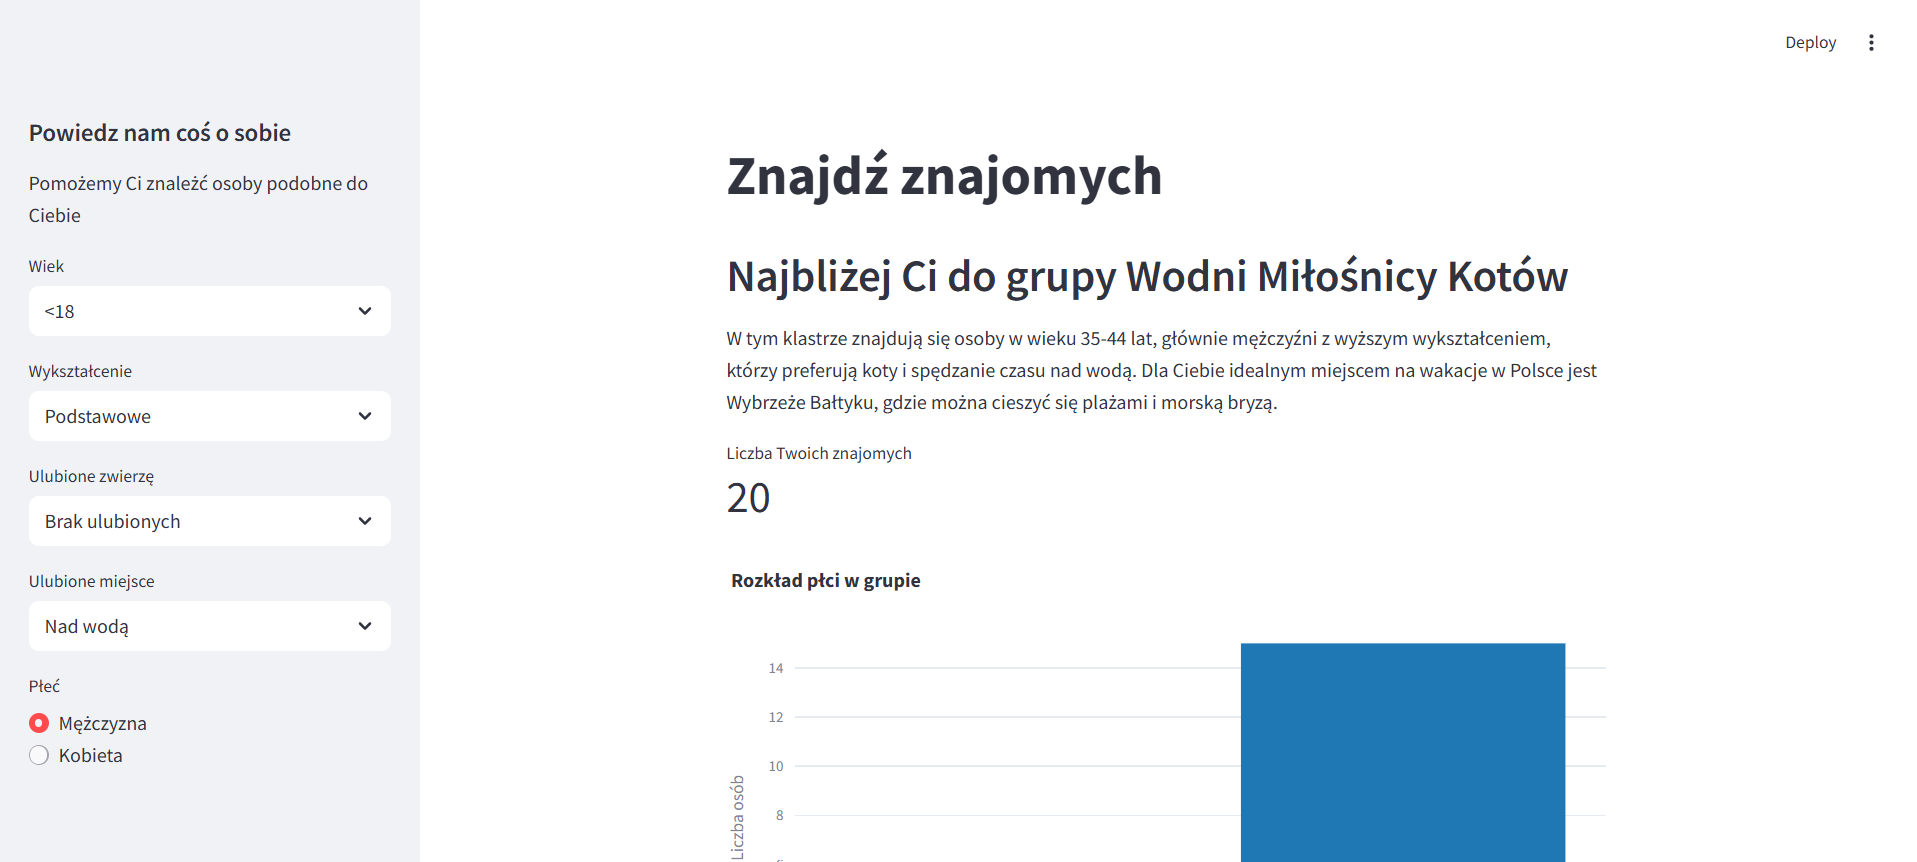 Deploy
Powiedz nam coś o sobie
Pomożemy Ci znależć osoby podobne do
Ciebie
Wiek
<18
Wykształcenie
Podstawowe
Ulubione zwierzę
Brak ulubionych
Ulubione miejsce
Nad wodą
Płeć
Mężczyzna
Kobieta
Znajdź znajomych
Najbliżej Ci do grupy Wodni Miłośnicy Kotów
W tym klastrze znajdują się osoby w wieku 35-44 lat, głównie mężczyźni z wyższym wykształceniem,
którzy preferują koty i spędzanie czasu nad wodą. Dla Ciebie idealnym miejscem na wakacje w Polsce jest
Wybrzeże Bałtyku, gdzie można cieszyć się plażami i morską bryzą.
Liczba Twoich znajomych
20
Rozkład płci w grupie
14
12
10
8
Liczba osób